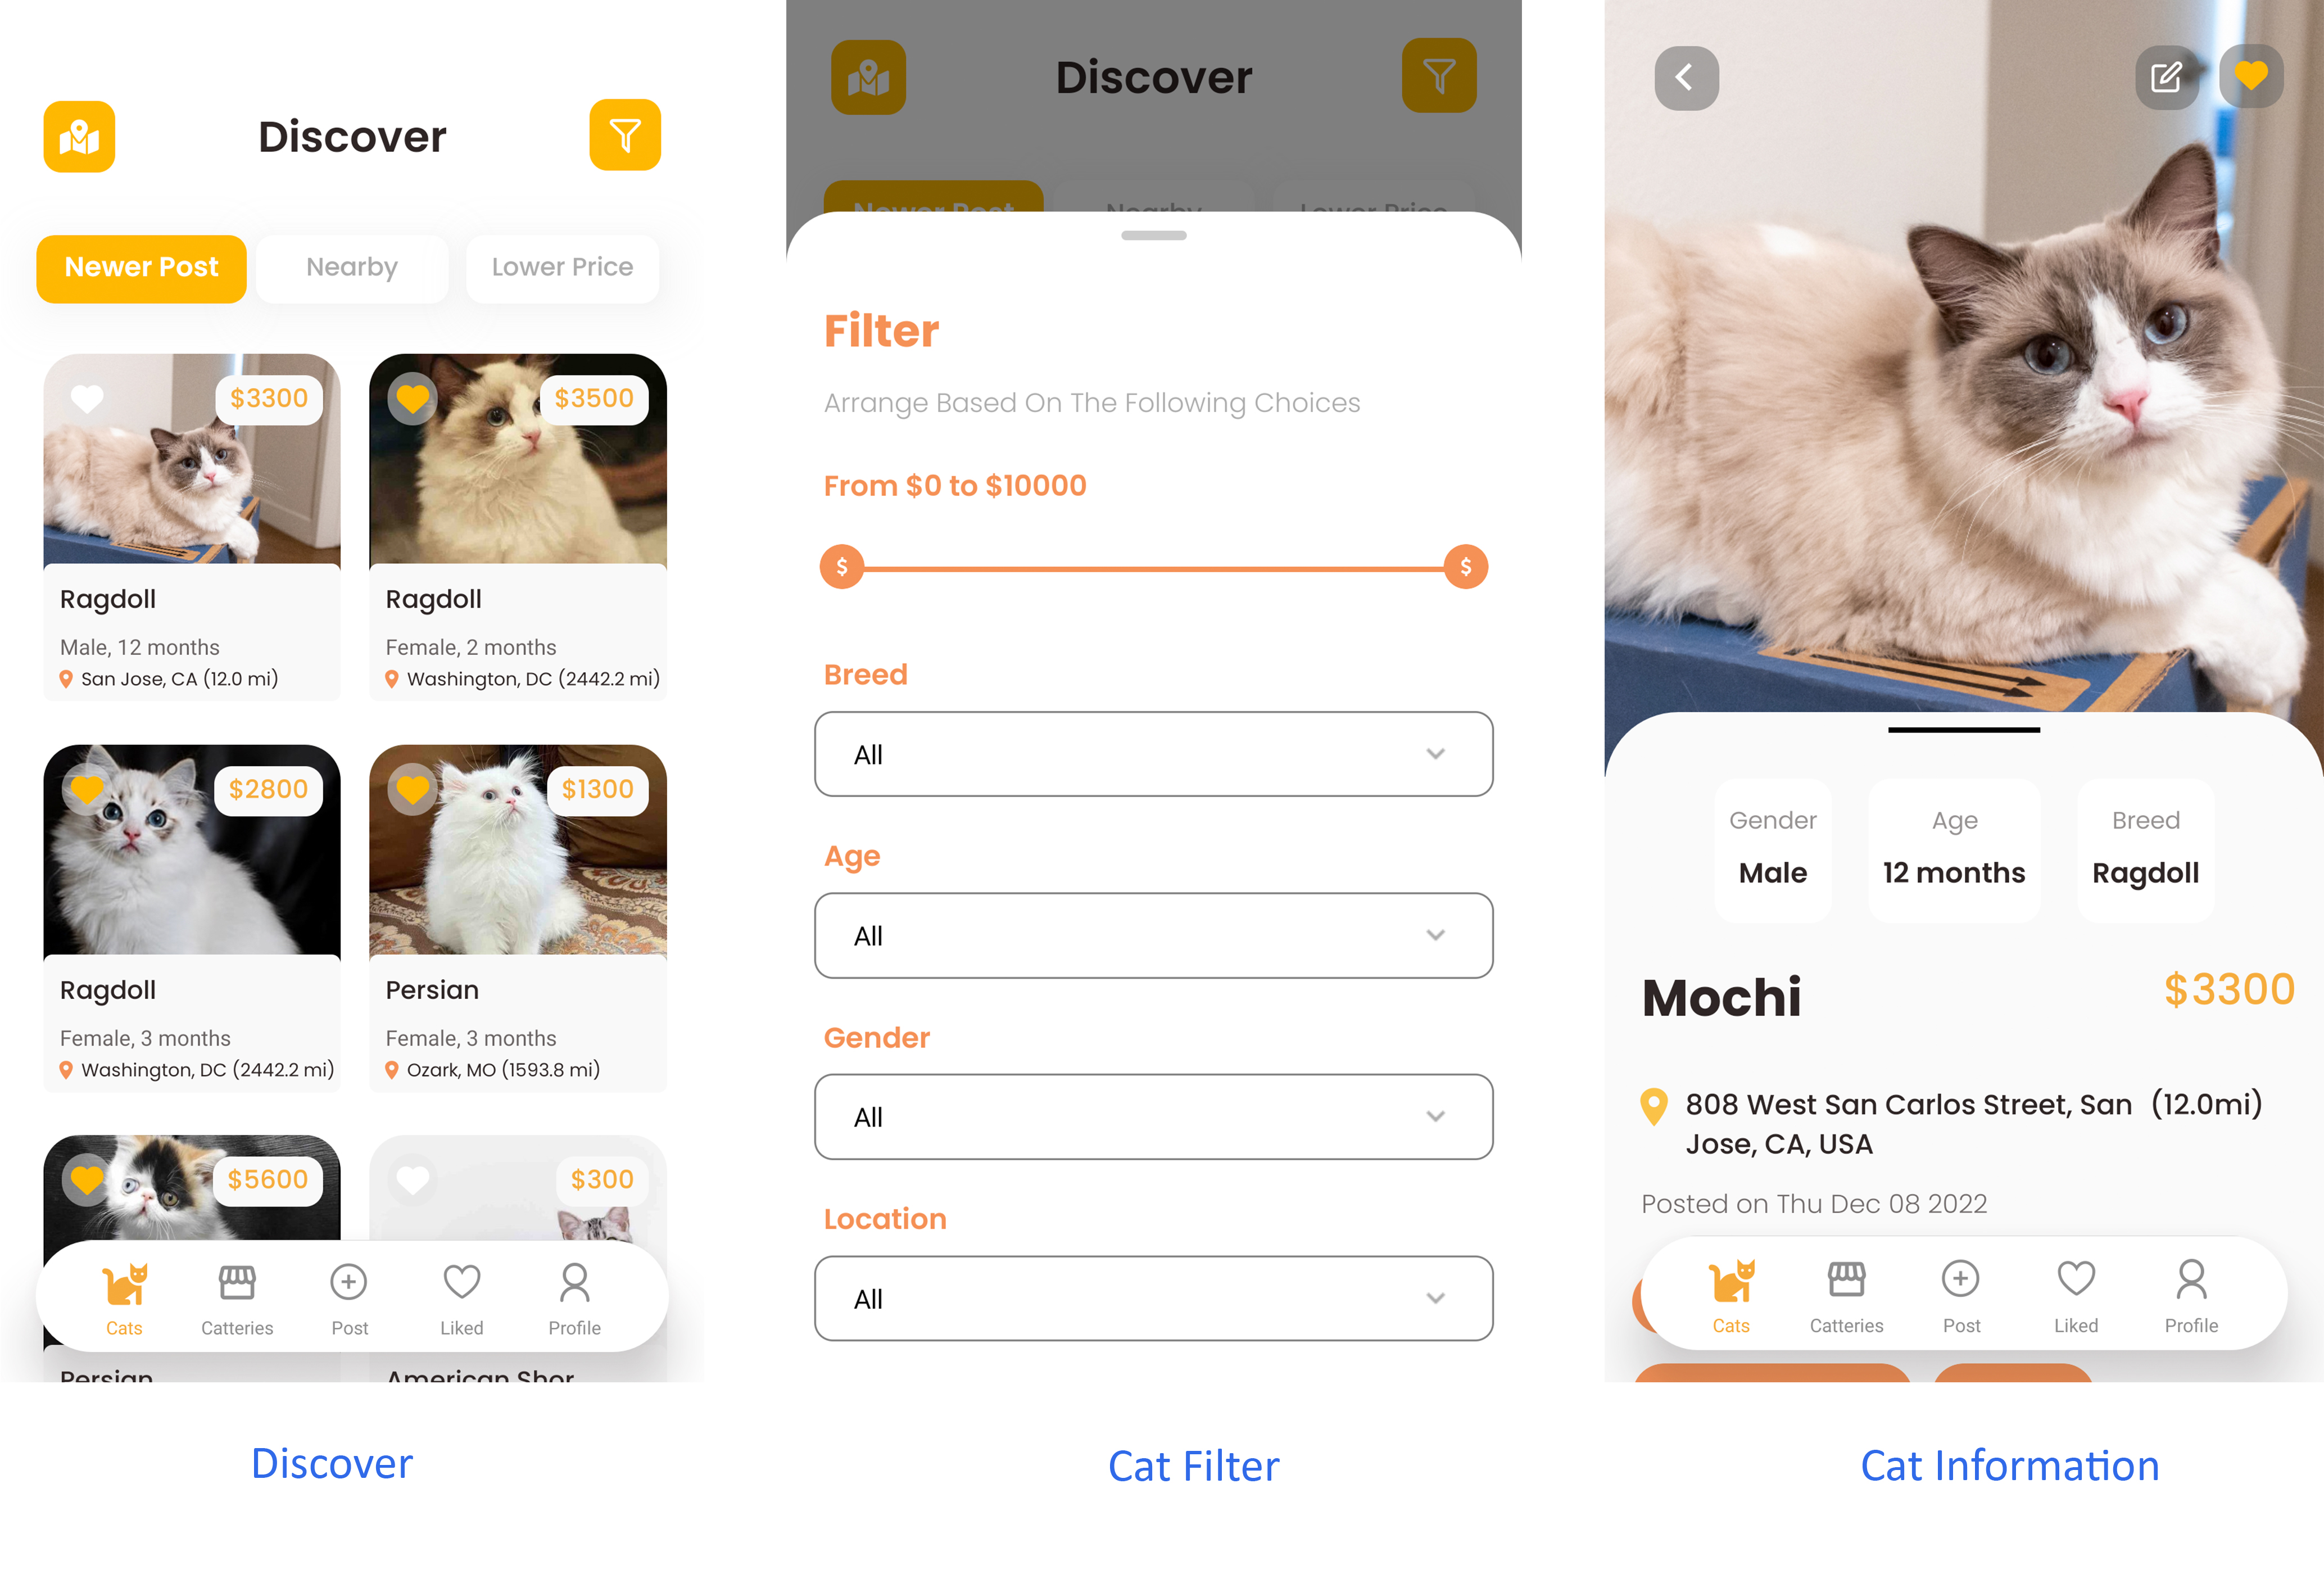 Discover
Newer Post
Nearby
Lower Price
$3300
$3500
Ragdoll
Male, 12 months
San Jose, CA (12.0 mi)
Ragdoll
Female, 2 months
Washington, DC (2442.2 mi)
$2800
$1300
Ragdoll
Female, 3 months
Washington, DC (2442.2 mi)
Persian
Female, 3 months
Ozark, MO (1593.8 mi)
$5600
$300
Cats
Catteries
Post
Liked
Profile
Persian
American Shor
Discover
Discover
Newer Post
Nearby
Lower Price
Filter
Arrange Based On The Following Choices
From $0 to $10000
$
$
Breed
All
Age
All
Gender
All
Location
All
Cat Filter
Gender
Male
Age
12 months
Breed
Ragdoll
Mochi
$3300
808 West San Carlos Street, San (12.0mi)
Jose, CA, USA
Posted on Thu Dec 08 2022
Cats
Catteries
Post
Liked
Profile
Cat Information